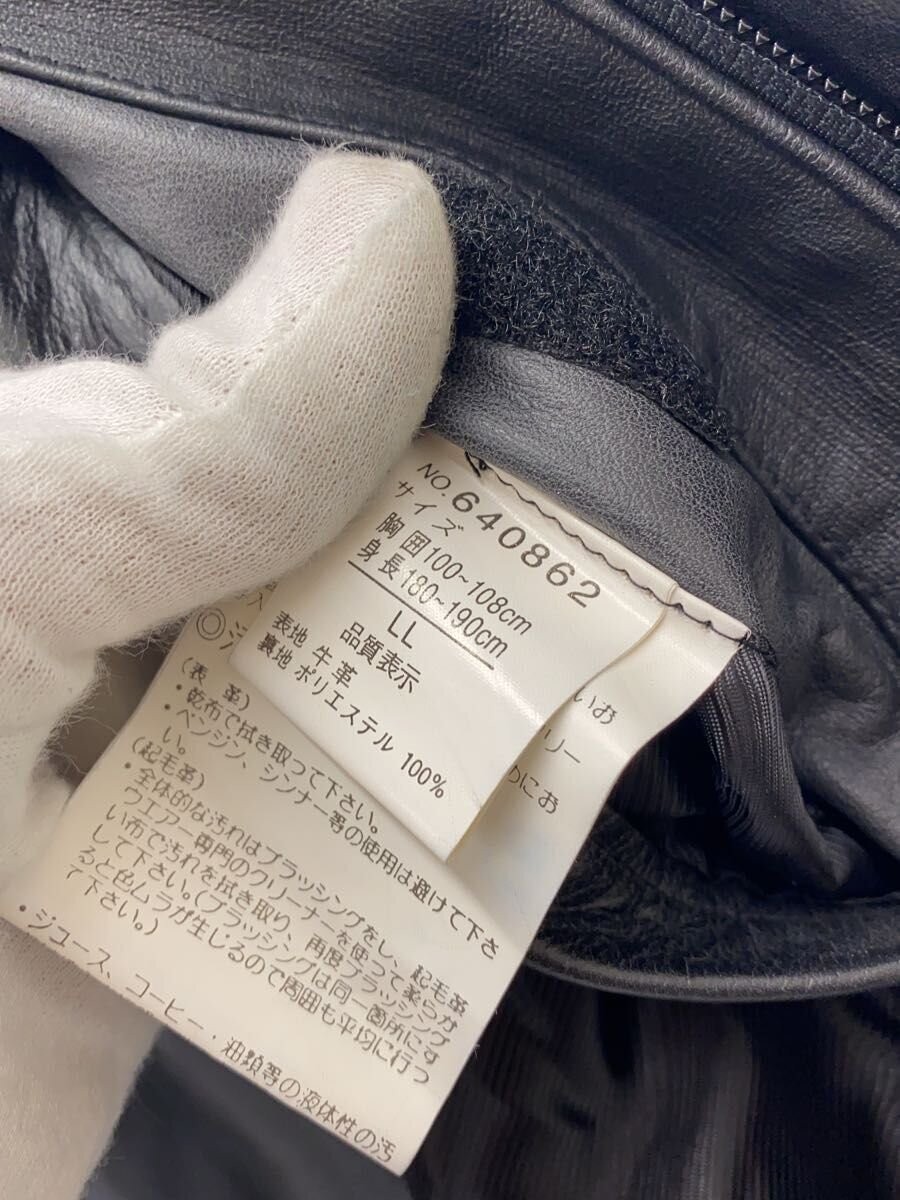 NO. 640862
サイズ
胸囲100~108cm
身長180~190cm
LL
品質表示
表地 牛革
裏地 ポリエステル 100%
いお
リー
のにお
(表革)
・乾布で拭き取って下さい。
・ベンジン、シンナー等の使用は避けて下さ
い。
(起毛革)
・全体的な汚れはブラッシングをし、起毛革
ウエアー専門のクリーナーを使って柔らか
い布で汚れを拭き取り、再度ブラッシング
して下さい。(ブラッシングは同一箇所にす
ると色ムラが生じるので周囲も平均に行っ
て下さい。)
・ジュース、コーヒー・油類等の液体性の汚